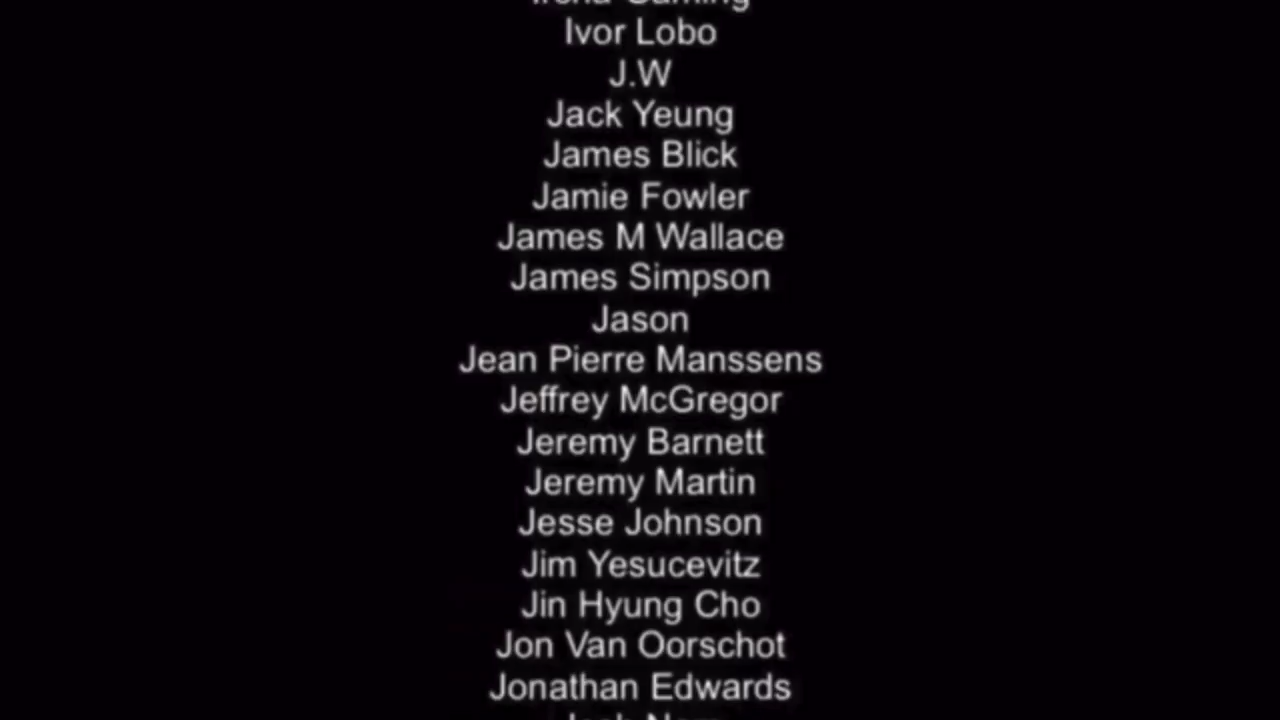 Ivor Lobo
J.W
Jack Yeung
James Blick
Jamie Fowler
James M Wallace
James Simpson
Jason
Jean Pierre Manssens
Jeffrey McGregor
Jeremy Barnett
Jeremy Martin
Jesse Johnson
Jim Yesucevitz
Jin Hyung Cho
Jon Van Oorschot
Jonathan Edwards